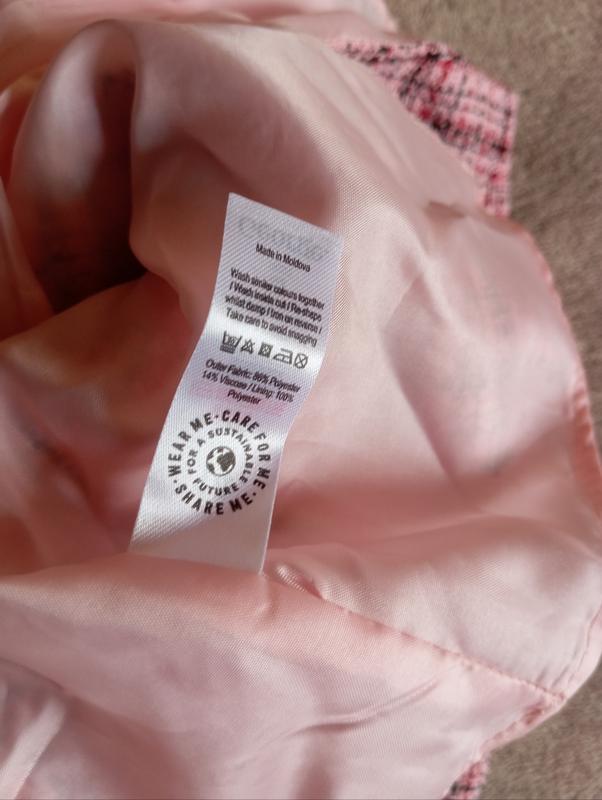 Made in Moldova
Wash similar colours together
/ Wash inside out / Re-shape
whilst damp / Iron on reverse /
Take care to avoid snagging
Outer Fabric: 86% Polyester
14% Viscose / Lining: 100%
Polyester
WEAR ME · CARE FOR ME · SHARE ME ·
FOR A SUSTAINABLE FUTURE